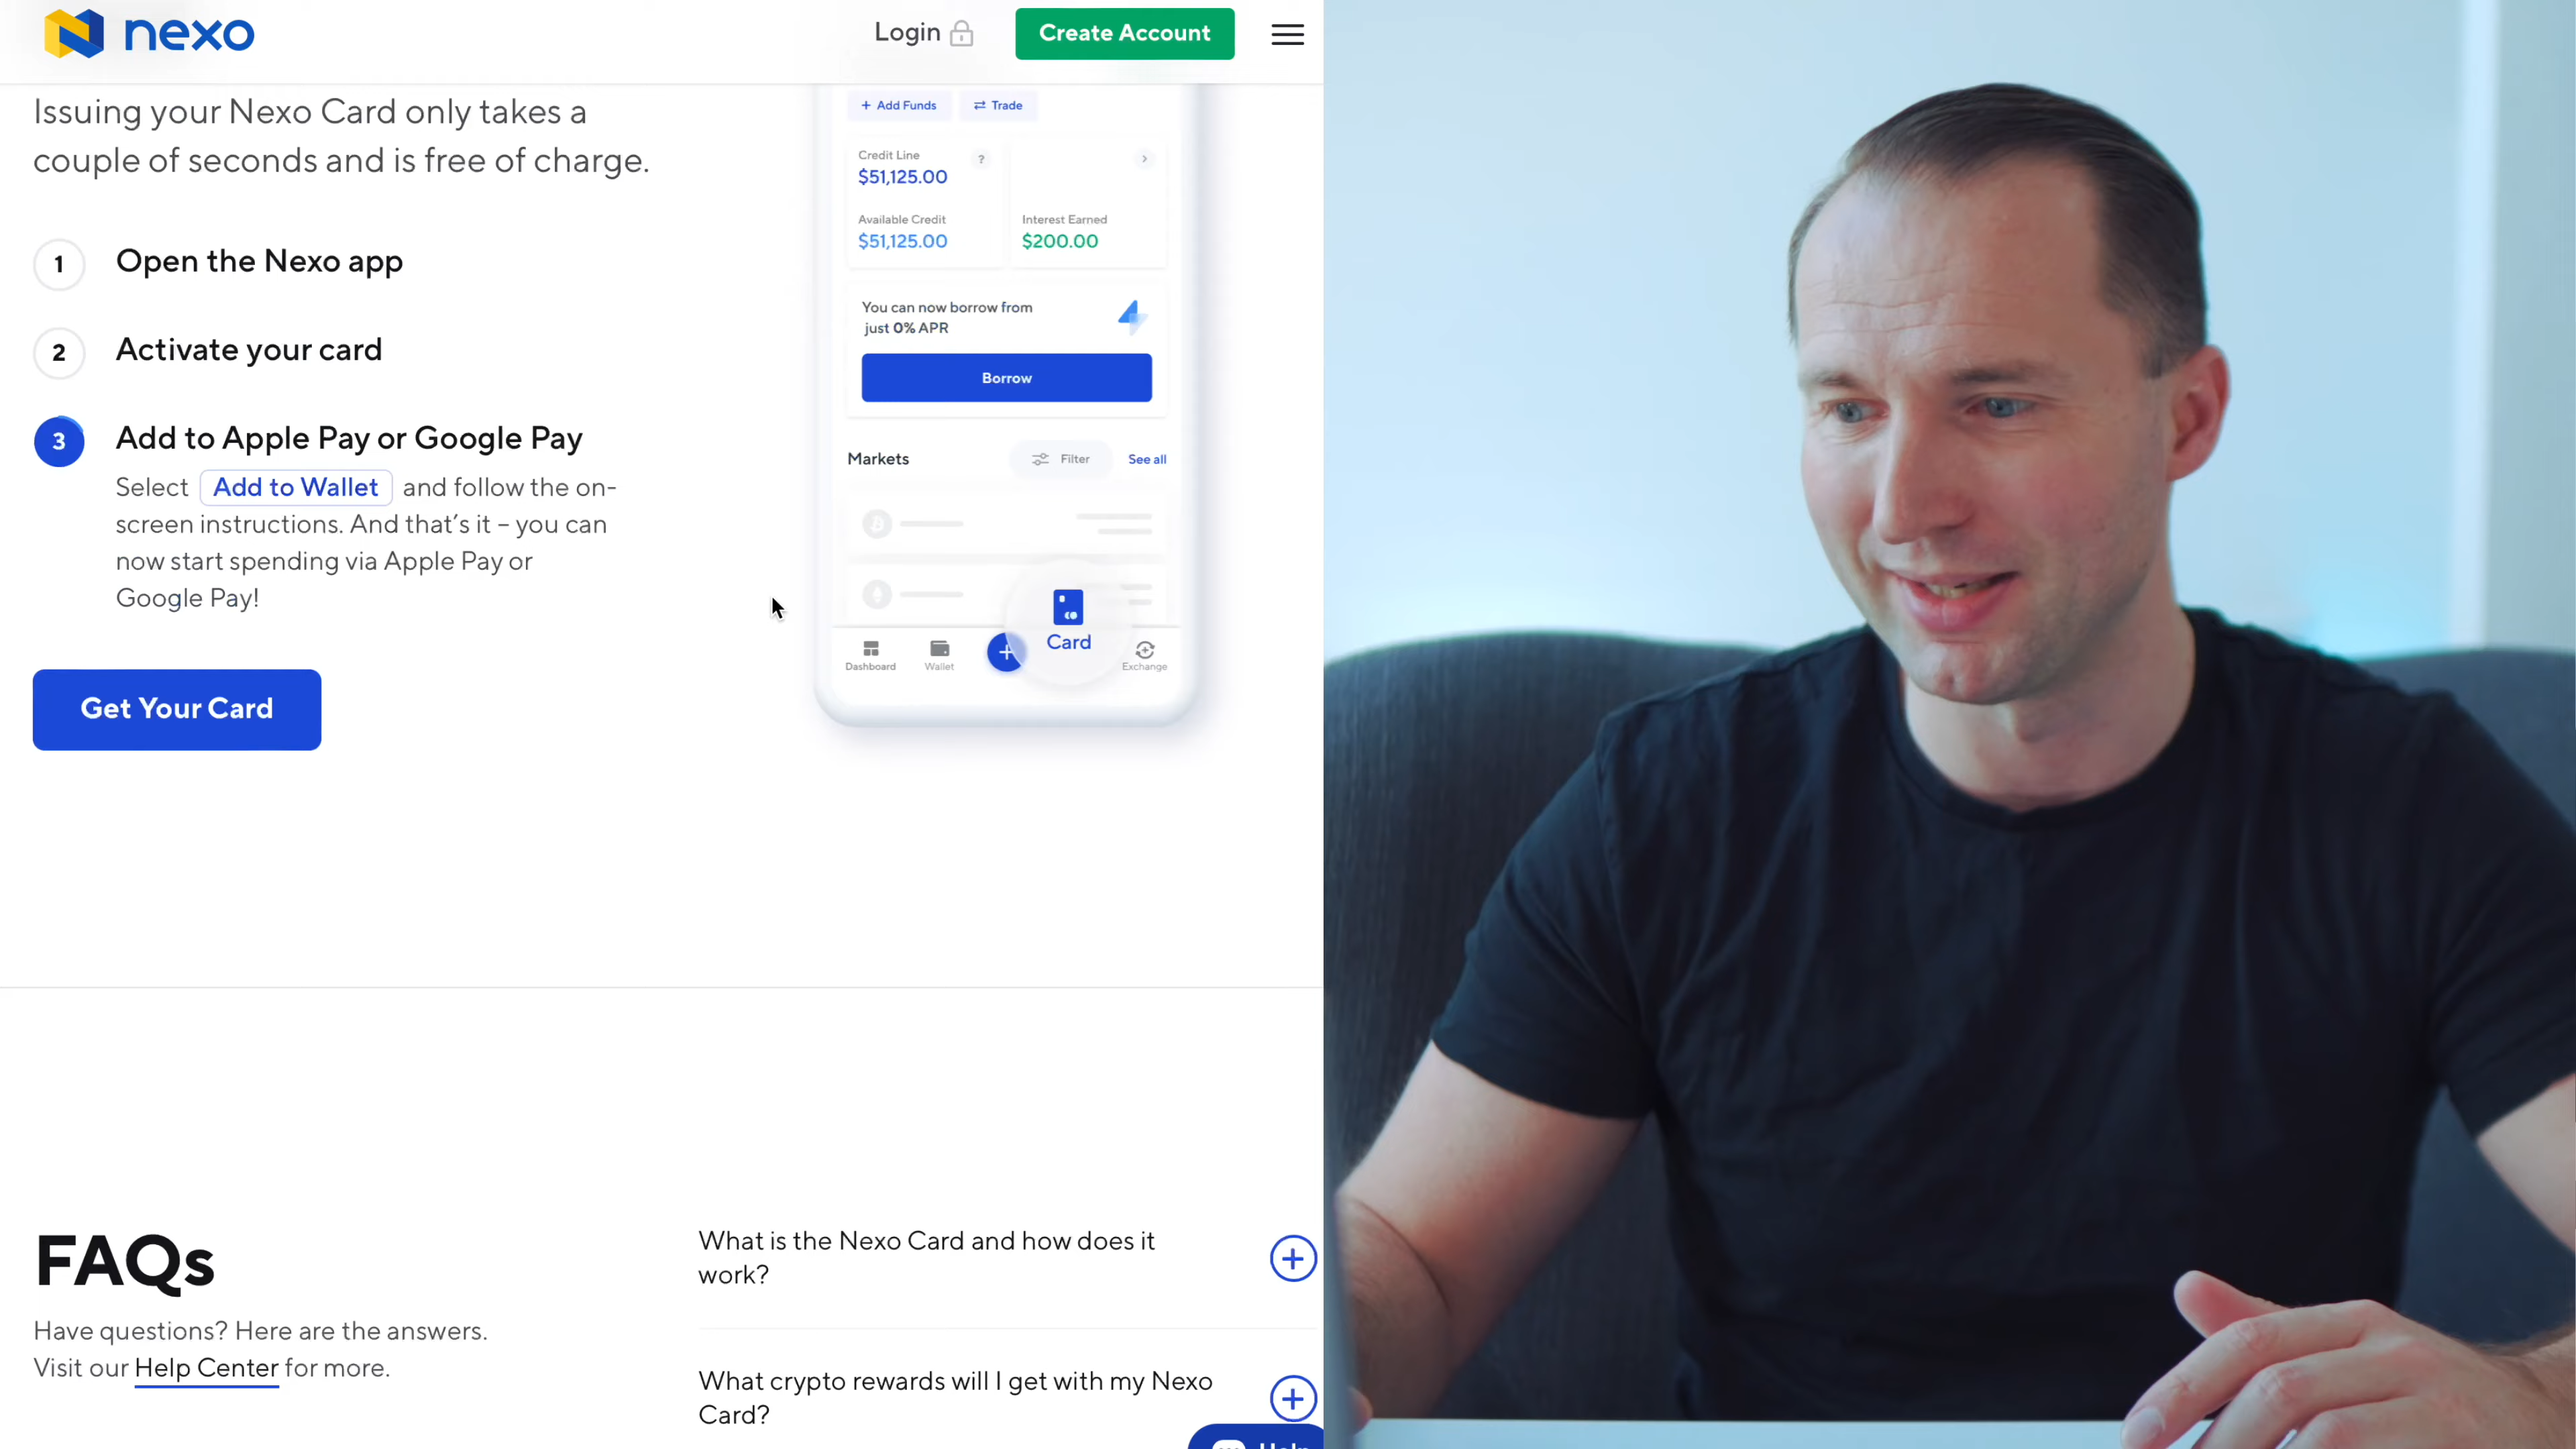 nexo
Login
Create Account
Issuing your Nexo Card only takes a
couple of seconds and is free of charge.
1
Open the Nexo app
2
Activate your card
3
Add to Apple Pay or Google Pay
Select Add to Wallet and follow the on-
screen instructions. And that's it – you can
now start spending via Apple Pay or
Google Pay!
Get Your Card
+ Add Funds
Trade
Credit Line
?
$51,125.00
Available Credit
$51,125.00
Interest Earned
$200.00
You can now borrow from
just 0% APR
Borrow
Markets
Filter
See all
Dashboard
Wallet
Card
Exchange
FAQs
Have questions? Here are the answers.
Visit our Help Center for more.
What is the Nexo Card and how does it
work?
What crypto rewards will I get with my Nexo
Card?
Help